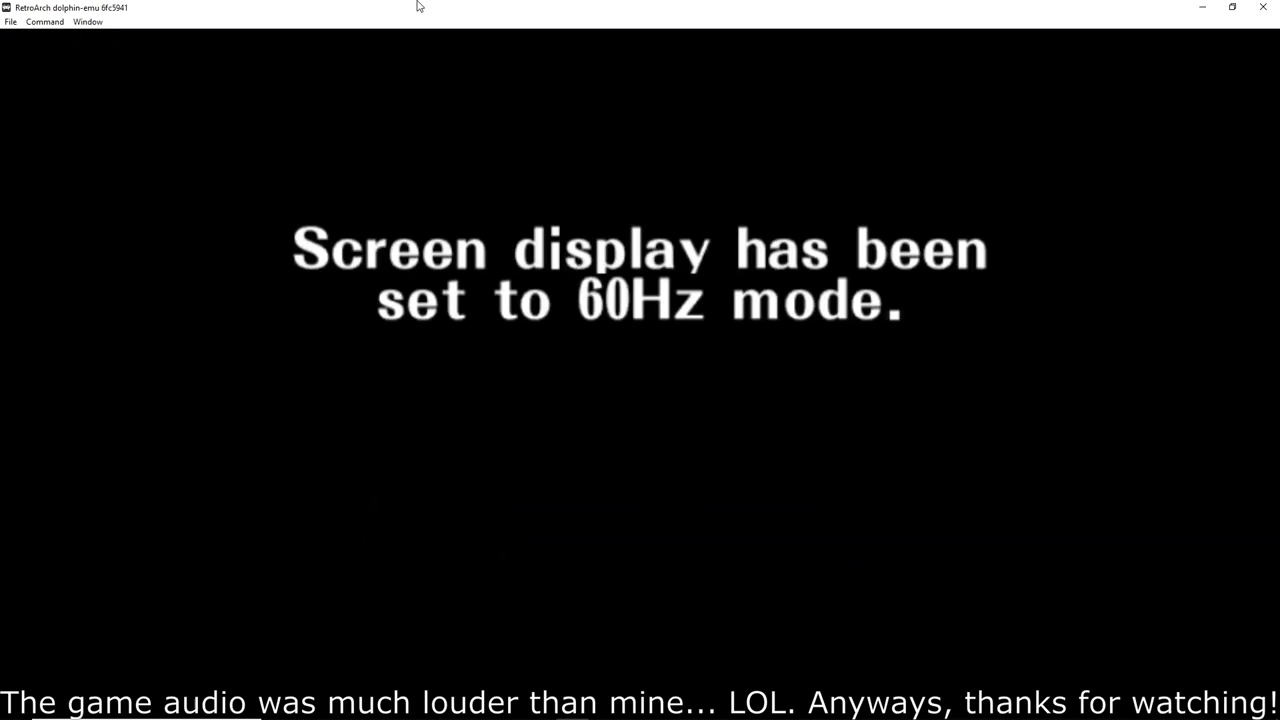 RetroArch dolphin-emu 6fc5941
File Command Window
Screen display has been
set to 60Hz mode.
The game audio was much louder than mine... LOL. Anyways, thanks for watching!